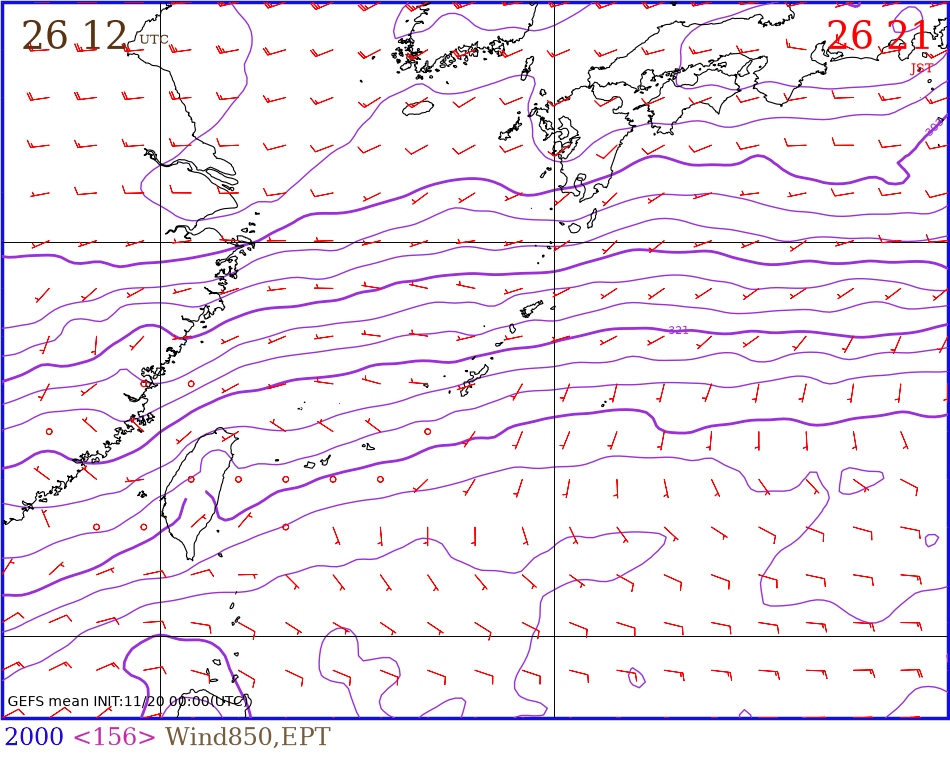 26 12 UTC
26 21
JST
321
GEFS mean INIT:11/20 00:00(UTC)
2000 <156> Wind850,EPT